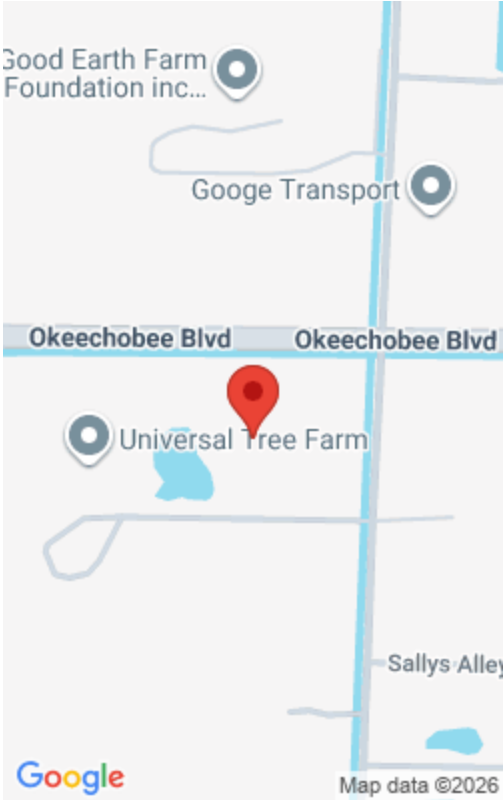 Good Earth Farm
Foundation inc...
Googe Transport
Okeechobee Blvd
Okeechobee Blvd
Universal Tree Farm
Sallys Alley
Google
Map data ©2026